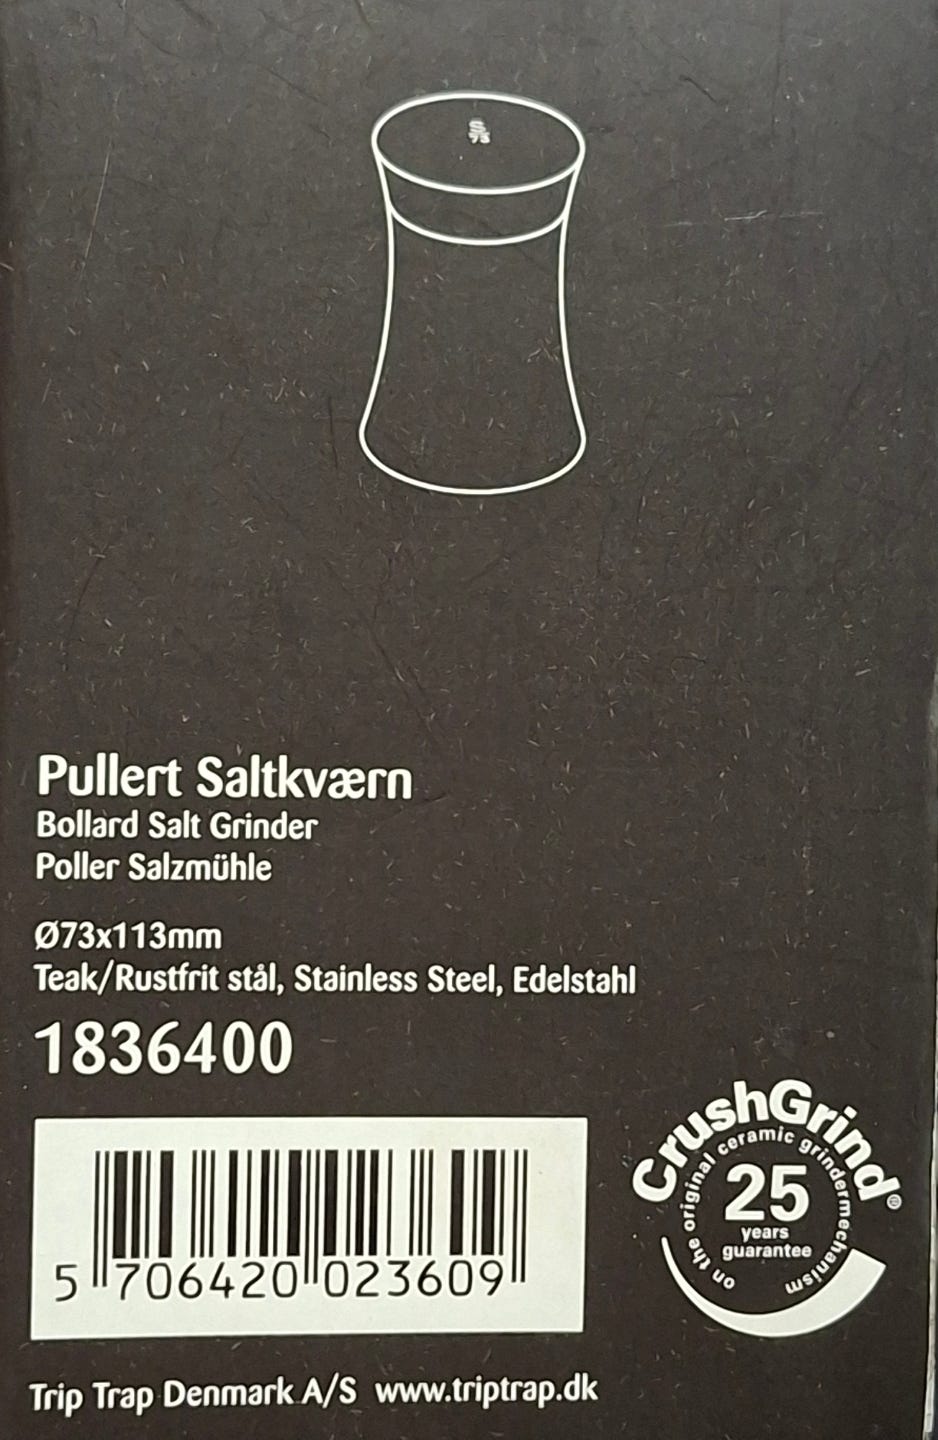 Pullert Saltkværn
Bollard Salt Grinder
Poller Salzmühle
Ø73x113mm
Teak/Rustfrit stål, Stainless Steel, Edelstahl
1836400
CrushGrind®
on the original ceramic grindermechanism
25
years
guarantee
5 706420 023609
Trip Trap Denmark A/S www.triptrap.dk